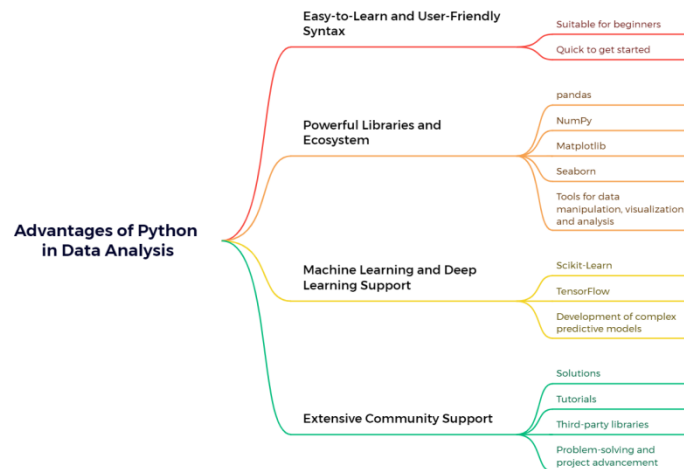 Advantages of Python
in Data Analysis
Easy-to-Learn and User-Friendly
Syntax
Suitable for beginners
Quick to get started
Powerful Libraries and
Ecosystem
pandas
NumPy
Matplotlib
Seaborn
Tools for data
manipulation, visualization
and analysis
Machine Learning and Deep
Learning Support
Scikit-Learn
TensorFlow
Development of complex
predictive models
Extensive Community Support
Solutions
Tutorials
Third-party libraries
Problem-solving and
project advancement